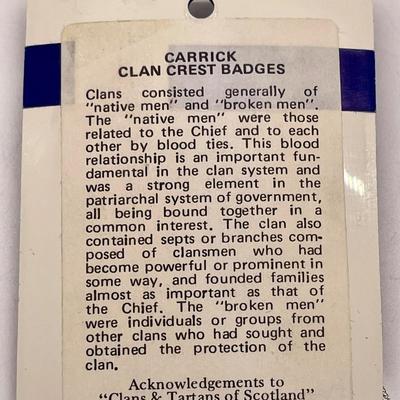 CARRICK
CLAN CREST BADGES
Clans consisted generally of
"native men" and "broken men".
The "native men" were those
related to the Chief and to each
other by blood ties. This blood
relationship is an important fun-
damental in the clan system and
was a strong element in the
patriarchal system of government,
all being bound together in a
common interest. The clan also
contained septs or branches com-
posed of clansmen who had
become powerful or prominent in
some way, and founded families
almost as important as that of
the Chief. The "broken men"
were individuals or groups from
other clans who had sought and
obtained the protection of the
clan.
Acknowledgements to
"Clans & Tartans of Scotland"